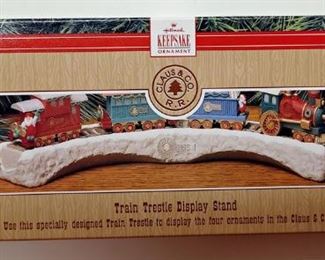 Hallmark
KEEPSAKE
ORNAMENT
CLAUS & CO.
R.R.
Train Trestle Display Stand
Use this specially designed Train Trestle to display the four ornaments in the Claus & C